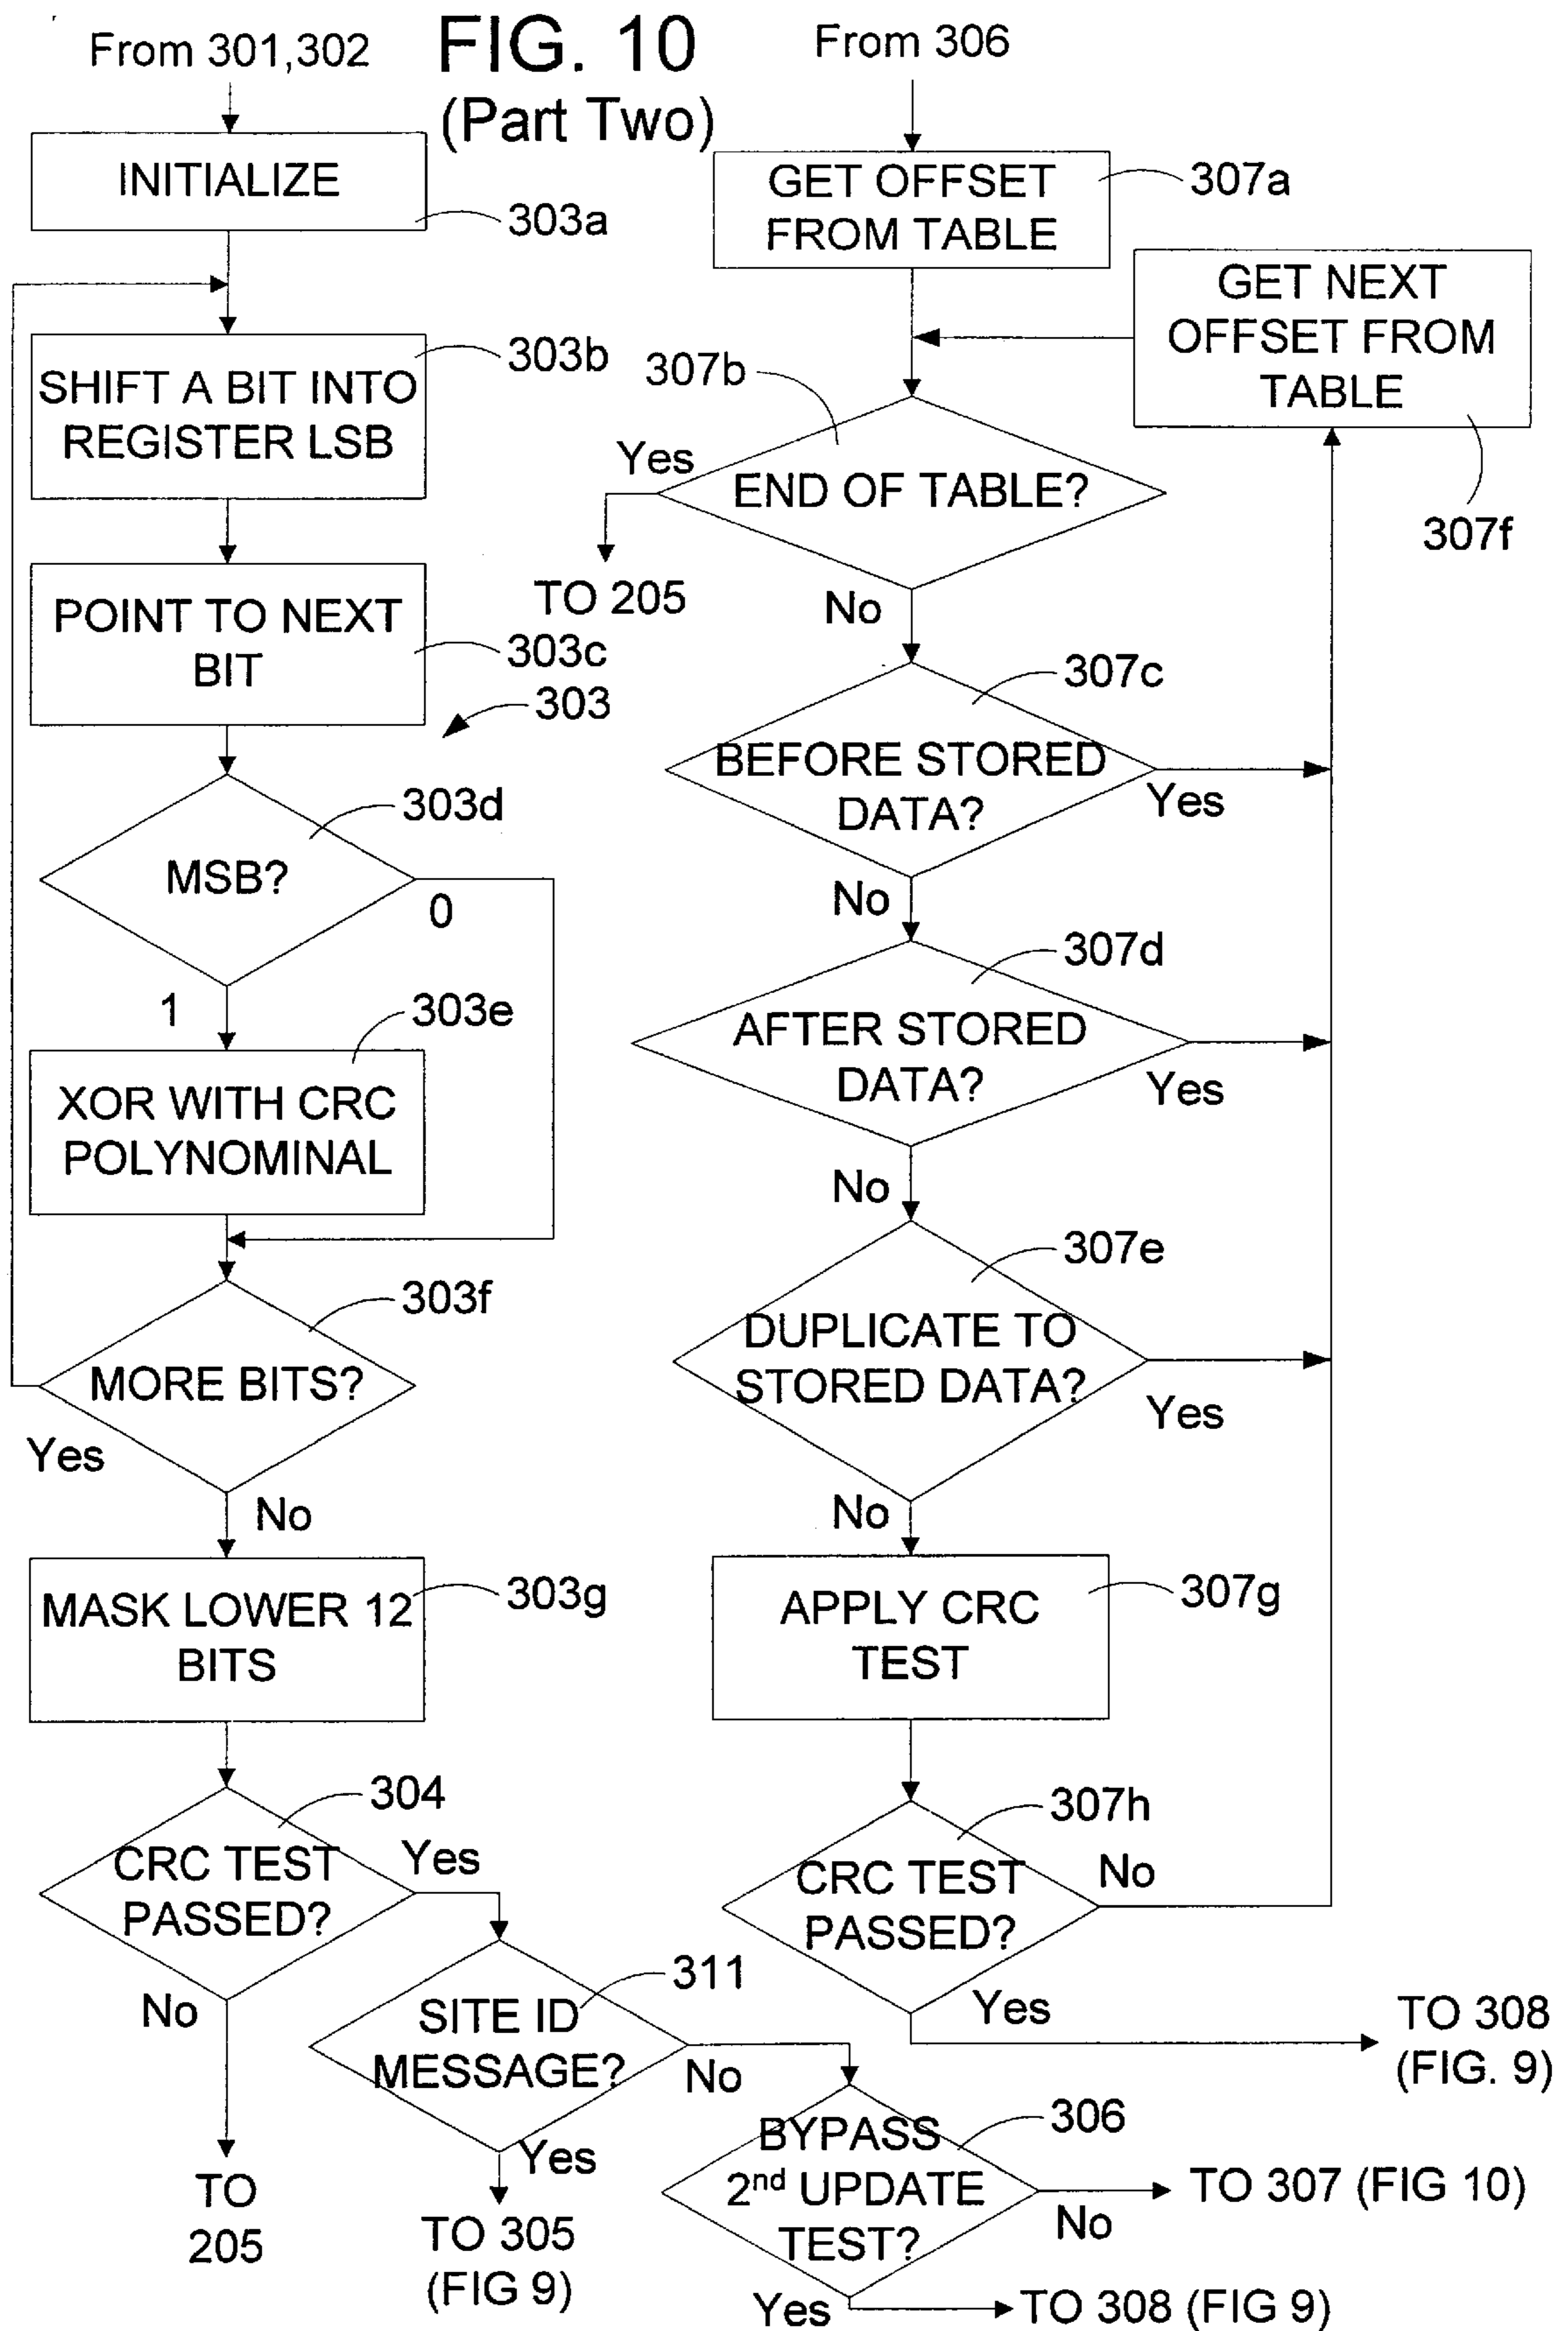 FIG. 10
(Part Two)
From 301,302
INITIALIZE
303a
SHIFT A BIT INTO
REGISTER LSB
303b
POINT TO NEXT
BIT
303c
303
MSB?
303d
0
1
XOR WITH CRC
POLYNOMINAL
303e
MORE BITS?
303f
Yes
No
MASK LOWER 12
BITS
303g
CRC TEST
PASSED?
304
Yes
No
TO
205
SITE ID
MESSAGE?
311
No
Yes
TO 305
(FIG 9)
BYPASS
2nd UPDATE
TEST?
306
No
TO 307 (FIG 10)
Yes
TO 308 (FIG 9)
From 306
GET OFFSET
FROM TABLE
307a
GET NEXT
OFFSET FROM
TABLE
307f
307b
END OF TABLE?
Yes
TO 205
No
BEFORE STORED
DATA?
307c
Yes
No
AFTER STORED
DATA?
307d
Yes
No
DUPLICATE TO
STORED DATA?
307e
Yes
No
APPLY CRC
TEST
307g
CRC TEST
PASSED?
307h
No
Yes
TO 308
(FIG. 9)